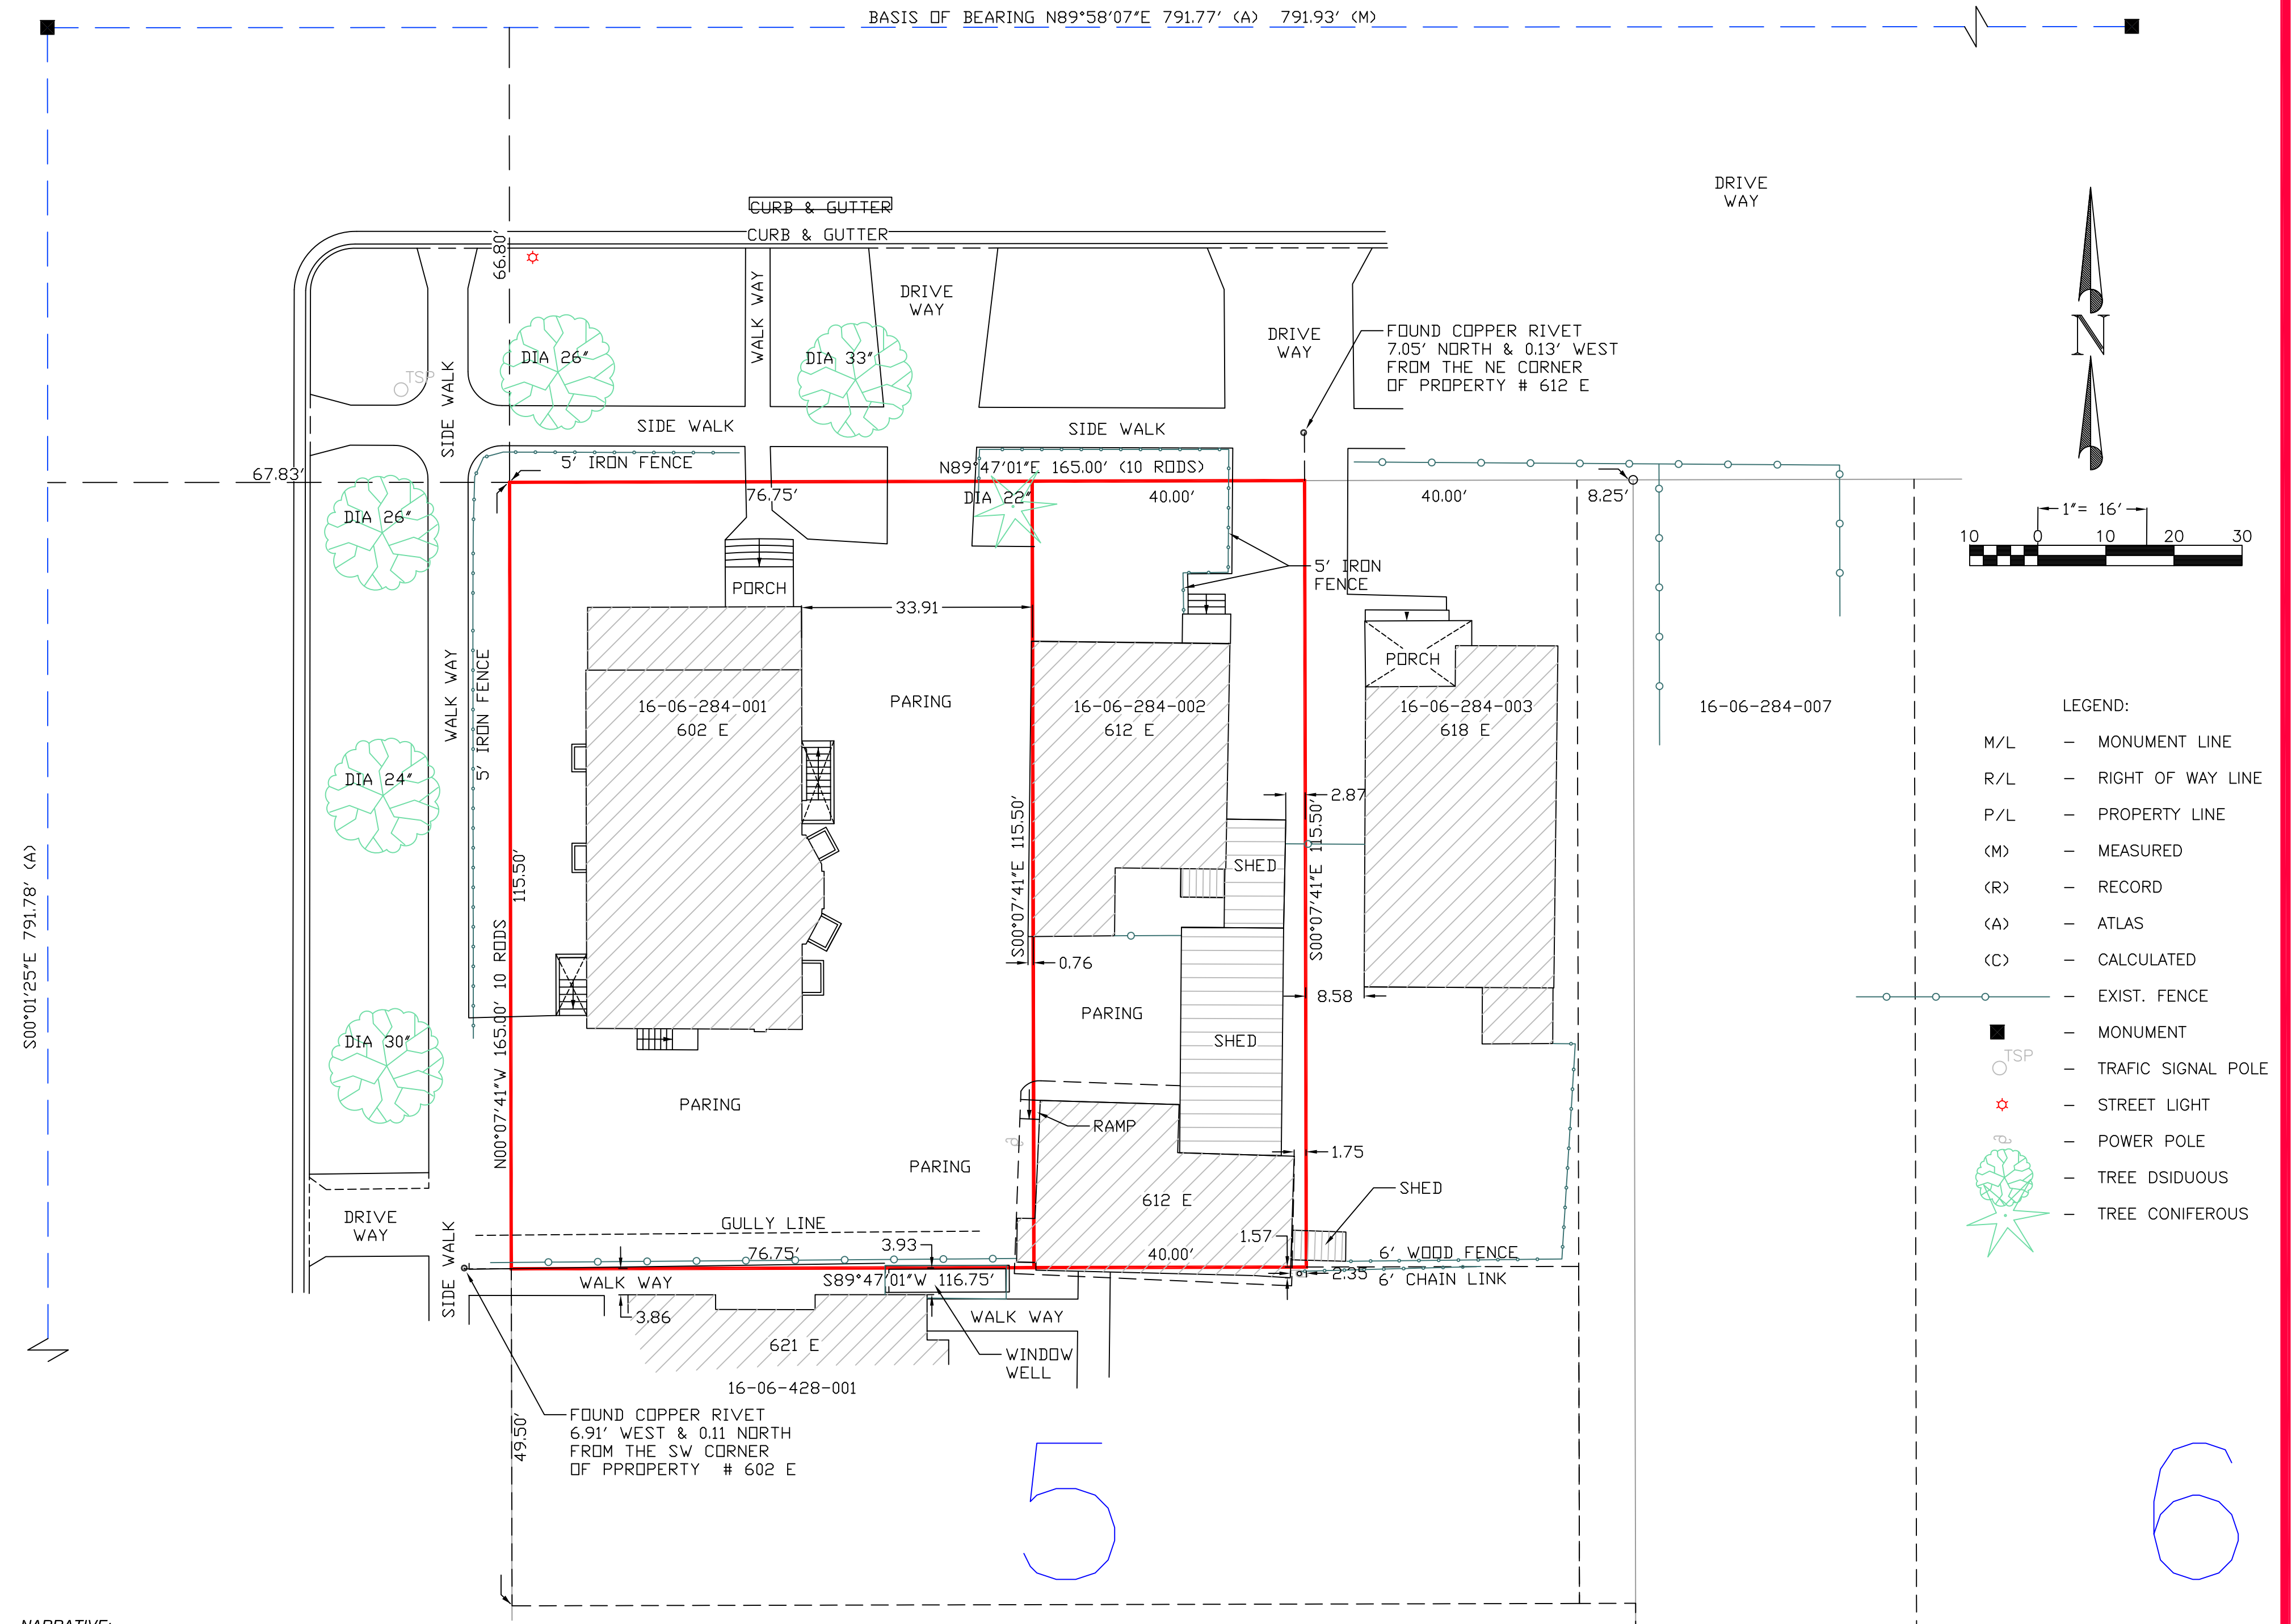 BASIS OF BEARING N89°58'07"E 791.77' (A) 791.93' (M)
DRIVE
WAY
CURB & GUTTER
CURB & GUTTER
66.80'
WALK WAY
DRIVE
WAY
DRIVE
WAY
FOUND COPPER RIVET
7.05' NORTH & 0.13' WEST
FROM THE NE CORNER
OF PROPERTY # 612 E
DIA 26"
DIA 33"
TSP
SIDE WALK
SIDE WALK
SIDE WALK
N
67.83'
5' IRON FENCE
N89°47'01"E 165.00' (10 RODS)
76.75'
DIA 22"
40.00'
40.00'
8.25'
1"= 16'
10 0 10 20 30
DIA 26"
5' IRON
FENCE
PORCH
33.91
PORCH
WALK WAY
5' IRON FENCE
PARING
16-06-284-001
602 E
16-06-284-002
612 E
16-06-284-003
618 E
16-06-284-007
LEGEND:
M/L - MONUMENT LINE
R/L - RIGHT OF WAY LINE
P/L - PROPERTY LINE
(M) - MEASURED
(R) - RECORD
(A) - ATLAS
(C) - CALCULATED
- EXIST. FENCE
- MONUMENT
TSP
- TRAFIC SIGNAL POLE
- STREET LIGHT
- POWER POLE
- TREE DSIDUOUS
- TREE CONIFEROUS
DIA 24"
2.87
S00°01'25"E 791.78' (A)
115.50'
S00°07'41"E 115.50'
S00°07'41"E 115.50'
SHED
0.76
8.58
N00°07'41"W 165.00' 10 RODS
PARING
SHED
DIA 30"
PARING
RAMP
1.75
PARING
612 E
SHED
DRIVE
WAY
SIDE WALK
GULLY LINE
76.75'
3.93
1.57
40.00'
6' WOOD FENCE
WALK WAY
S89°47'01"W 116.75'
2.35
6' CHAIN LINK
3.86
WALK WAY
621 E
WINDOW
WELL
16-06-428-001
FOUND COPPER RIVET
6.91' WEST & 0.11 NORTH
FROM THE SW CORNER
OF PPROPERTY # 602 E
49.50'
5
6
NARRATIVE: